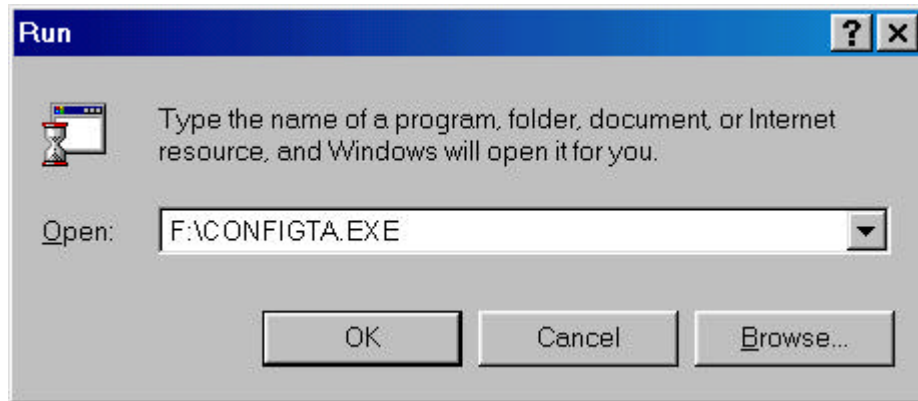 Run
Type the name of a program, folder, document, or Internet
resource, and Windows will open it for you.
Open:
F:\CONFIGTA.EXE
OK
Cancel
Browse...